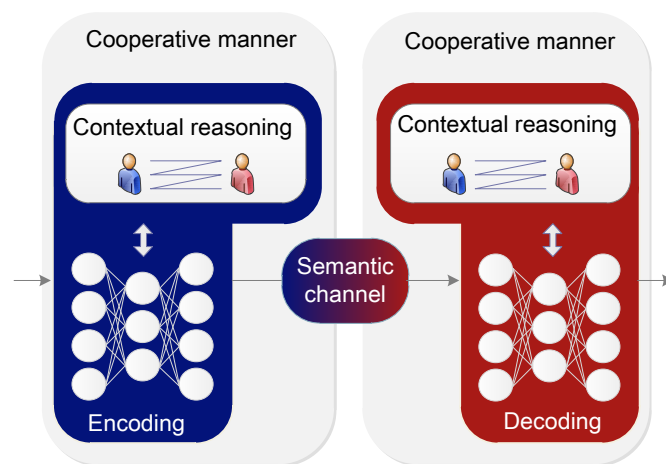 Cooperative manner
Contextual reasoning
Encoding
Semantic
channel
Cooperative manner
Contextual reasoning
Decoding